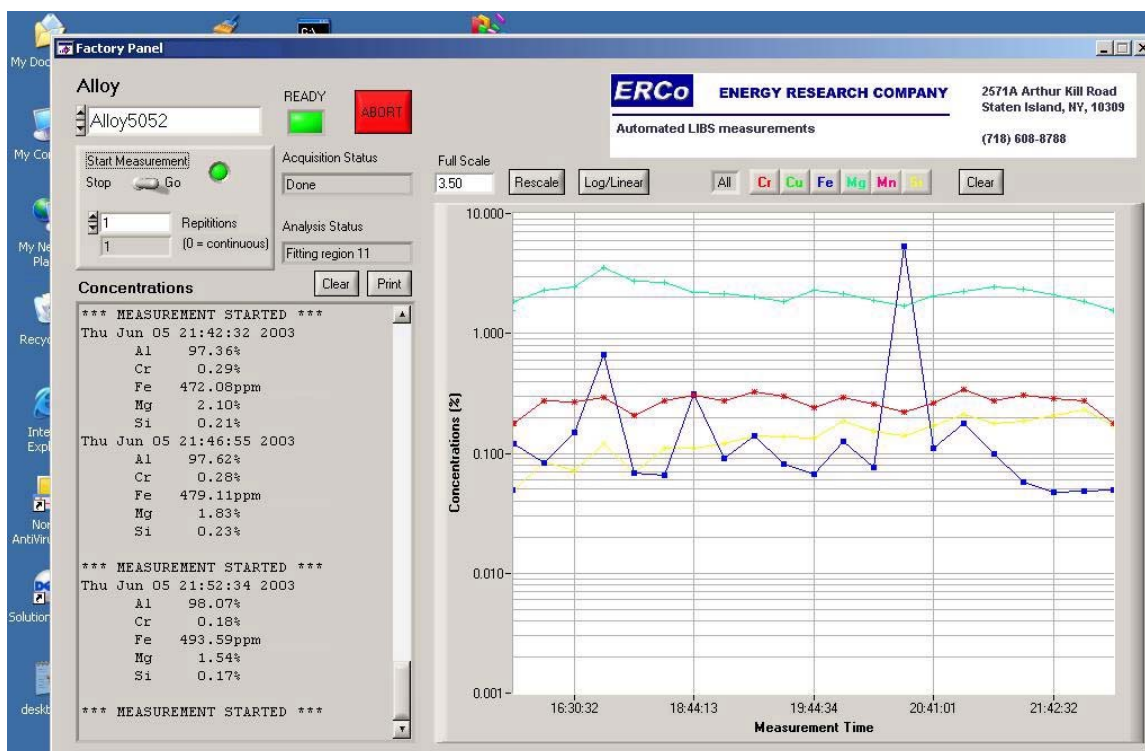 My Doc
C:\
Factory Panel
Alloy
Alloy5052
READY
ABORT
ERCo ENERGY RESEARCH COMPANY
Automated LIBS measurements
2571A Arthur Kill Road
Staten Island, NY, 10309
(718) 608-8788
My Co
Start Measurement
Stop Go
1 Repititions
1 (0 = continuous)
Acquisition Status
Done
Analysis Status
Fitting region 11
Full Scale
3.50 Rescale Log/Linear All Cr Cu Fe Mg Mn Si Clear
My Ne
Pla
Recyc
Inte
Expl
Nor
AntiViru
Solution
deskt
Concentrations Clear Print
*** MEASUREMENT STARTED ***
Thu Jun 05 21:42:32 2003
Al 97.36%
Cr 0.29%
Fe 472.08ppm
Mg 2.10%
Si 0.21%
Thu Jun 05 21:46:55 2003
Al 97.62%
Cr 0.28%
Fe 479.11ppm
Mg 1.83%
Si 0.23%
*** MEASUREMENT STARTED ***
Thu Jun 05 21:52:34 2003
Al 98.07%
Cr 0.18%
Fe 493.59ppm
Mg 1.54%
Si 0.17%
*** MEASUREMENT STARTED ***
Concentrations (%)
10.000
1.000
0.100
0.010
0.001
16:30:32 18:44:13 19:44:34 20:41:01 21:42:32
Measurement Time